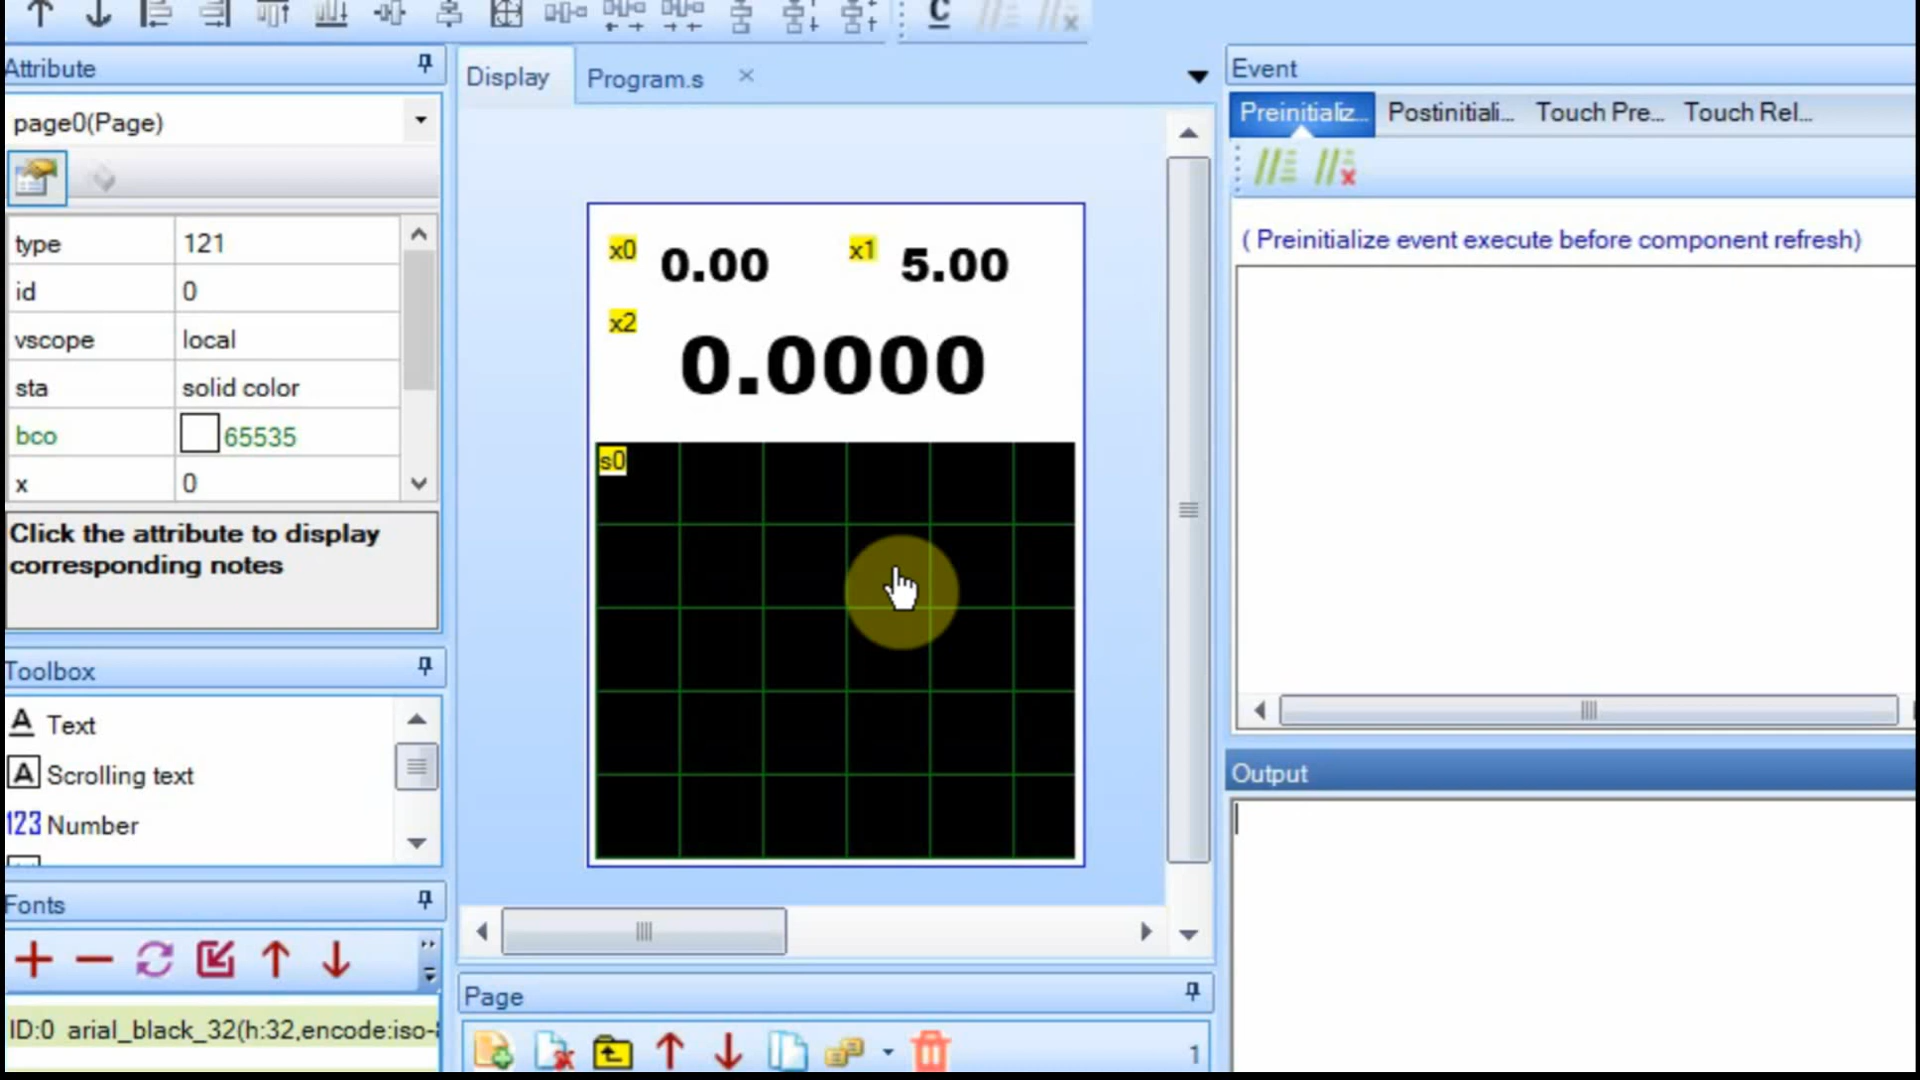 C
Attribute
page0(Page)
type 121
id 0
vscope local
sta solid color
bco 65535
x 0
Click the attribute to display
corresponding notes
Toolbox
A Text
A Scrolling text
123 Number
Fonts
ID:0 arial_black_32(h:32,encode:iso-
Display Program.s
x0 0.00 x1 5.00
x2 0.0000
s0
Page
1
Event
Preinitializ... Postinitiali... Touch Pre... Touch Rel...
( Preinitialize event execute before component refresh)
Output